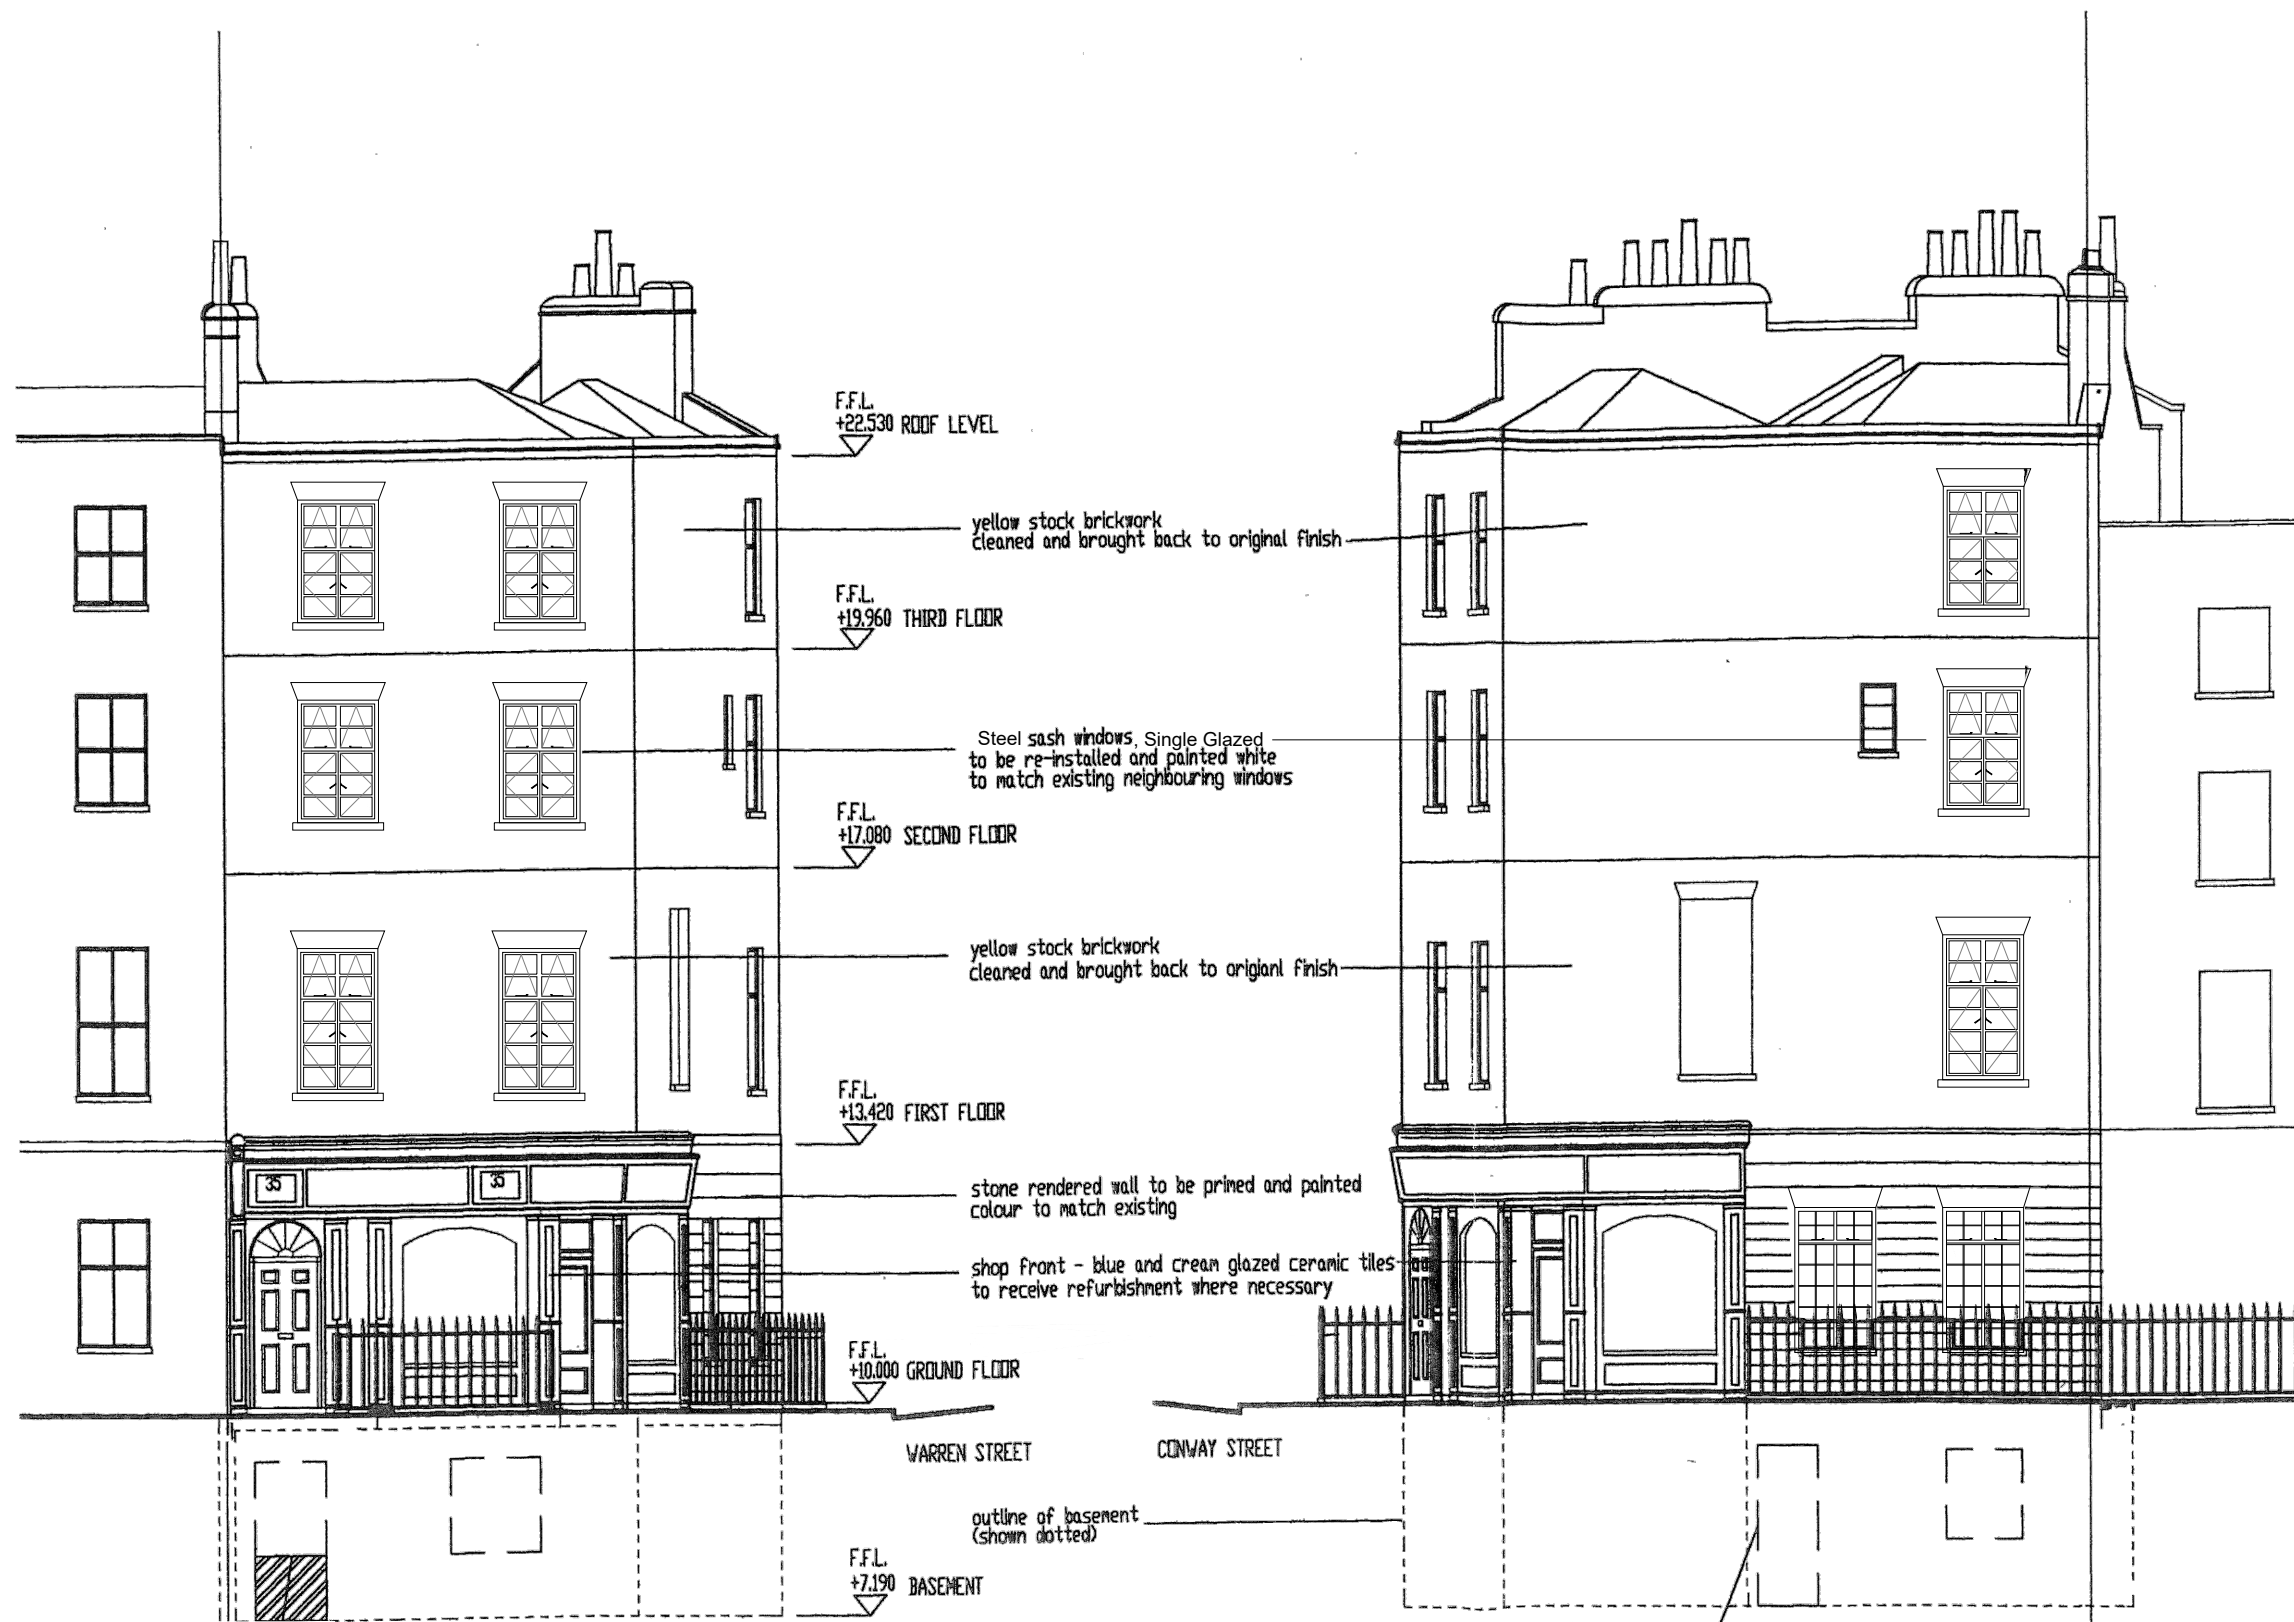 F.F.L.
+22.530 ROOF LEVEL
yellow stock brickwork
cleaned and brought back to original finish
F.F.L.
+19.960 THIRD FLOOR
Steel sash windows, Single Glazed
to be re-installed and painted white
to match existing neighbouring windows
F.F.L.
+17.080 SECOND FLOOR
yellow stock brickwork
cleaned and brought back to origianl finish
F.F.L.
+13.420 FIRST FLOOR
35
35
stone rendered wall to be primed and painted
colour to match existing
shop front - blue and cream glazed ceramic tiles
to receive refurbishment where necessary
F.F.L.
+10.000 GROUND FLOOR
WARREN STREET
CONWAY STREET
outline of basement
(shown dotted)
F.F.L.
+7.190 BASEMENT